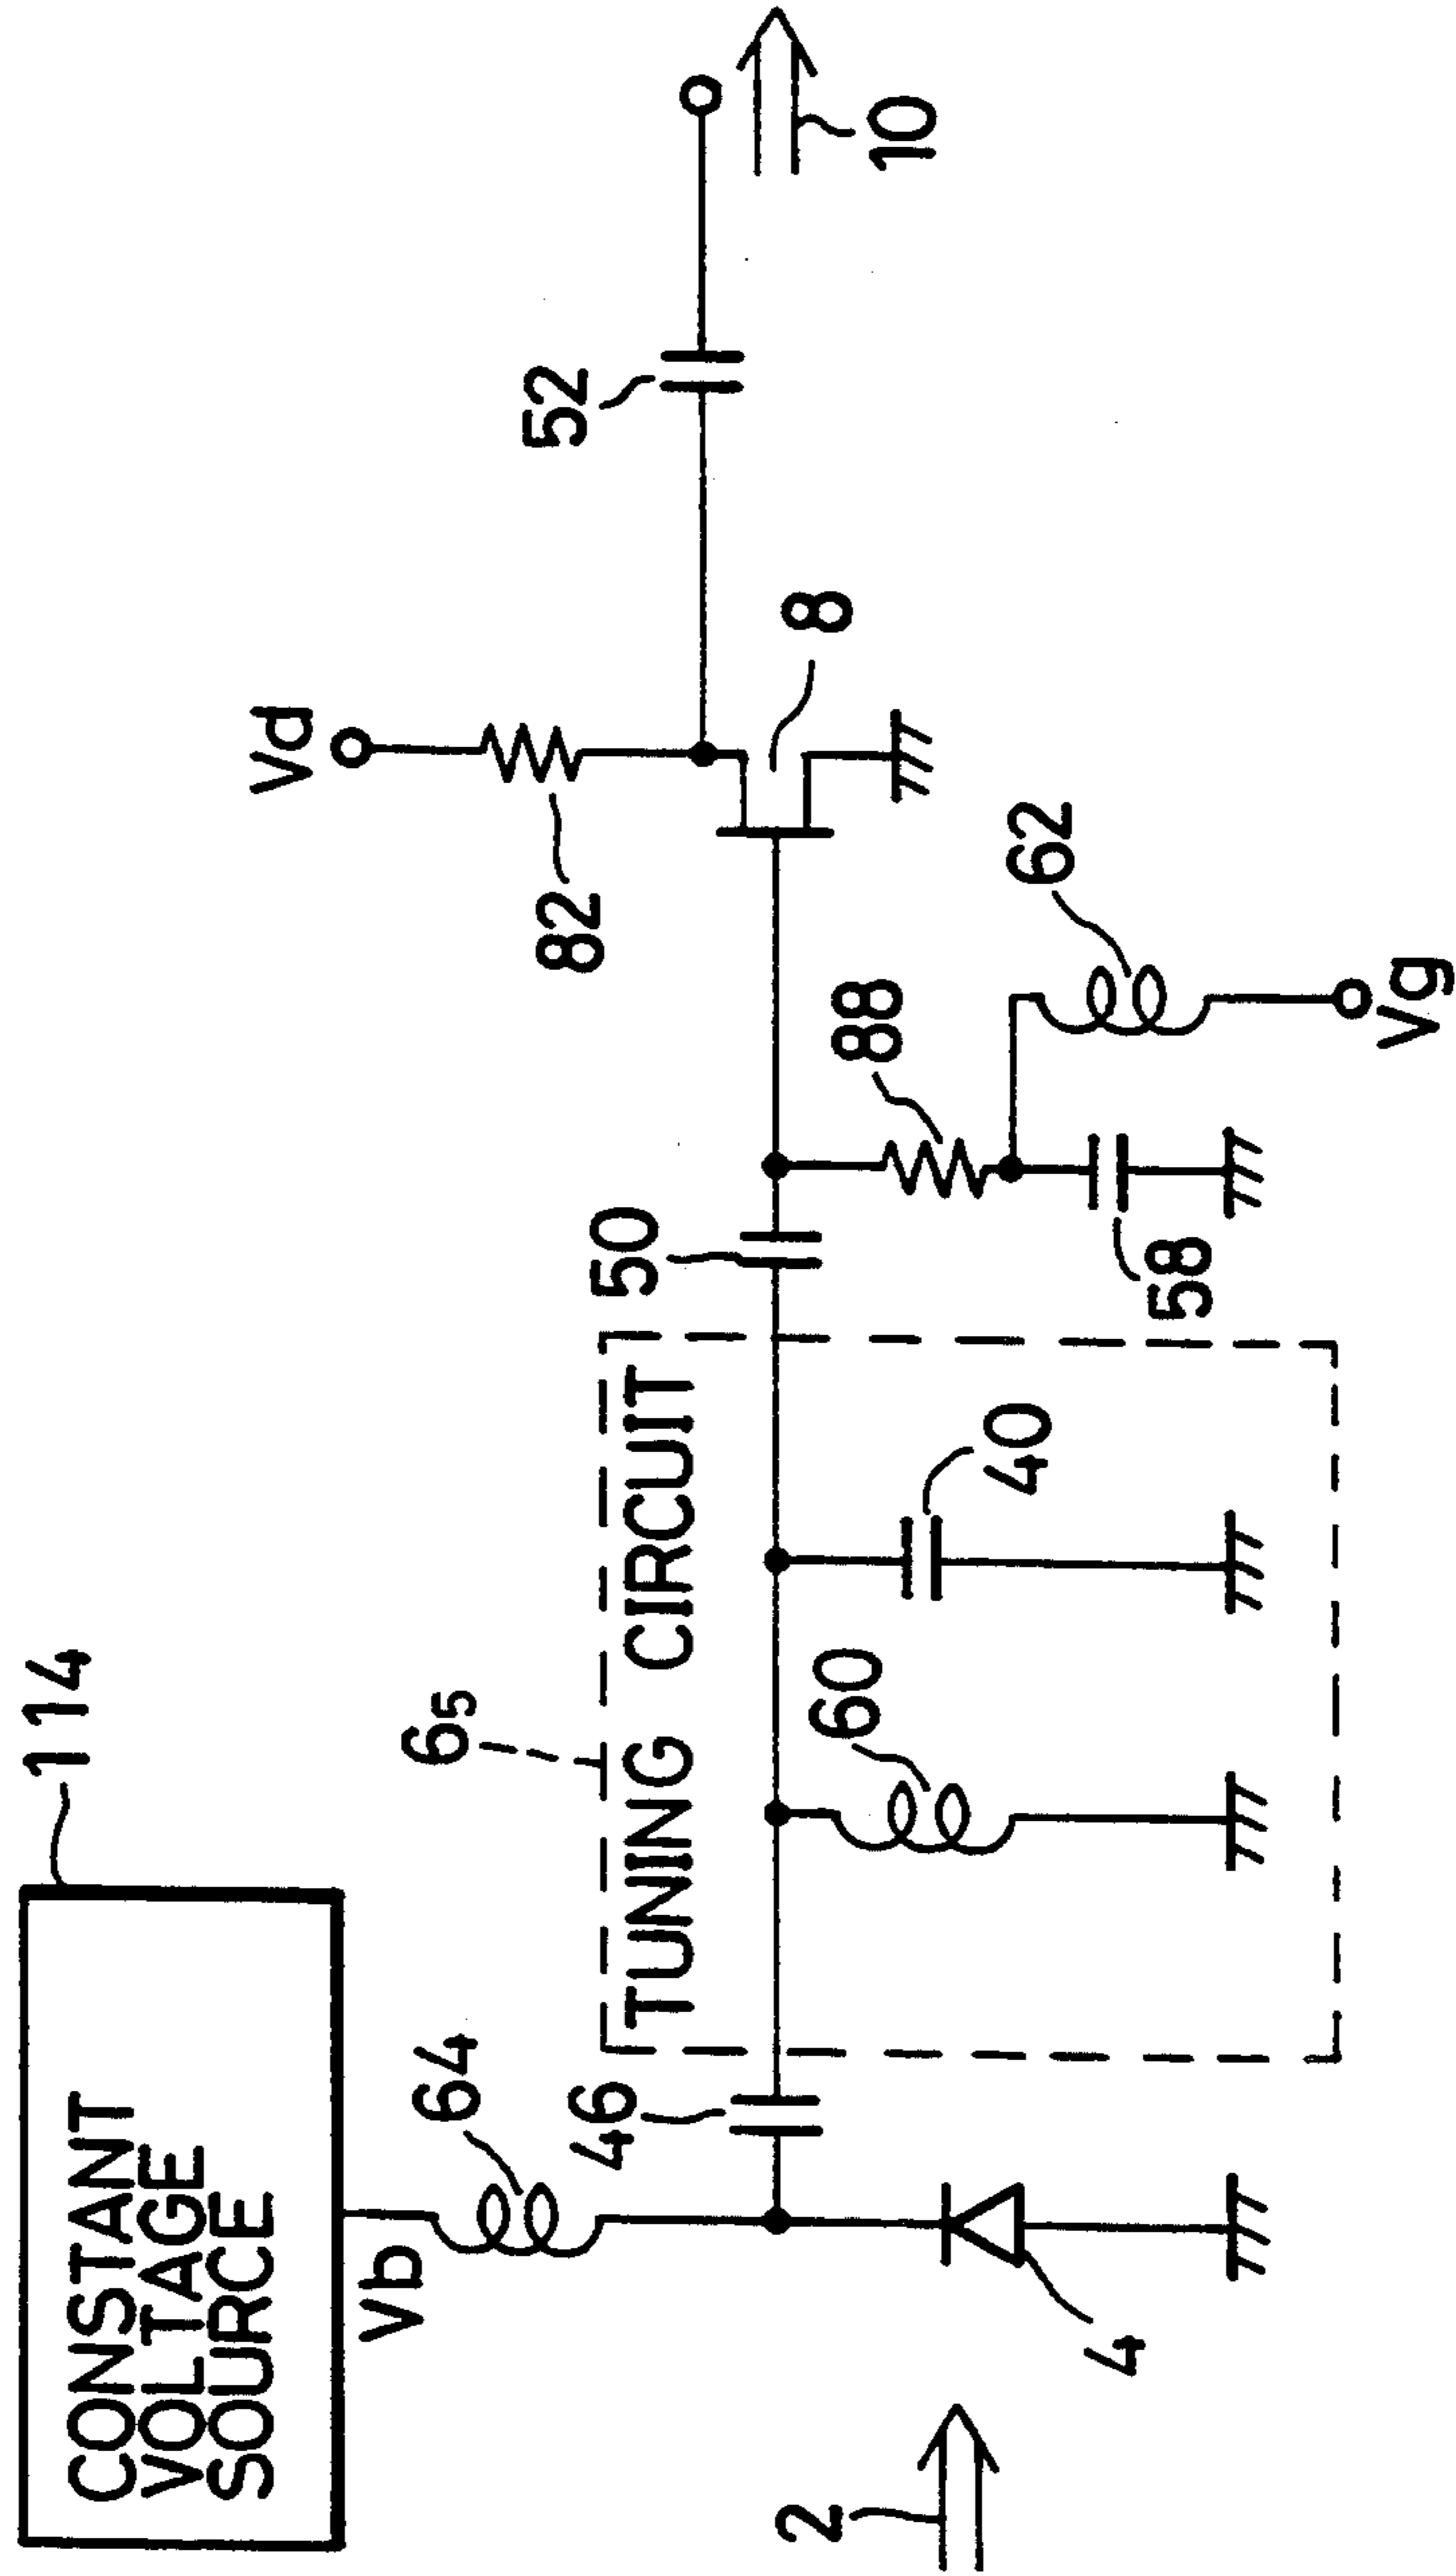 CONSTANT
VOLTAGE
SOURCE
114
Vb
64
46
6₅
TUNING CIRCUIT
60
40
50
88
58
62
Vg
Vd
82
8
52
10
2
4